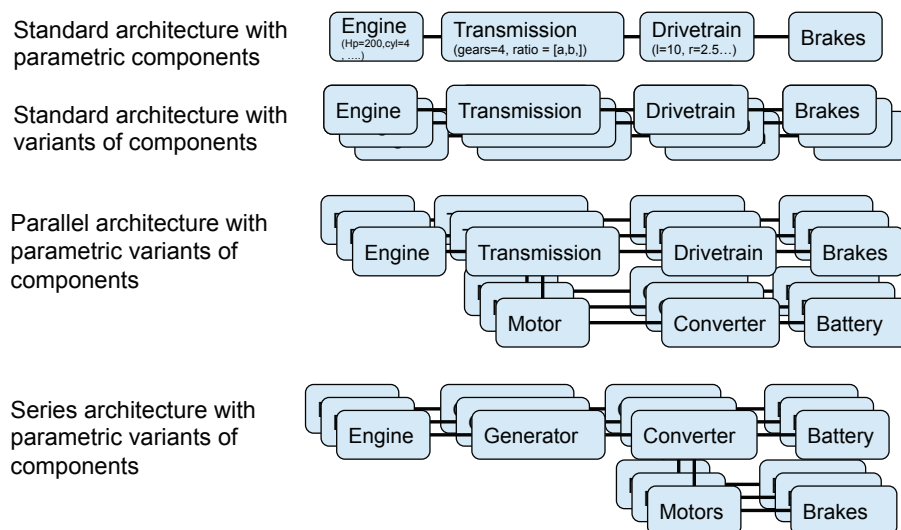 Standard architecture with
parametric components
Engine
(Hp=200,cyl=4
, ....)
Transmission
(gears=4, ratio = [a,b,])
Drivetrain
(l=10, r=2.5…)
Brakes
Standard architecture with
variants of components
Engine
Transmission
Drivetrain
Brakes
Parallel architecture with
parametric variants of
components
Engine
Transmission
Drivetrain
Brakes
Motor
Converter
Battery
Series architecture with
parametric variants of
components
Engine
Generator
Converter
Battery
Motors
Brakes